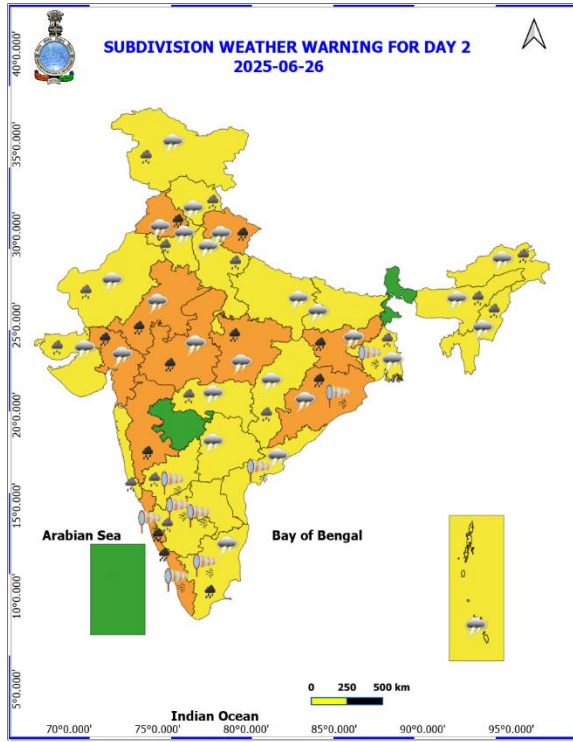 SUBDIVISION WEATHER WARNING FOR DAY 2
2025-06-26
40°0.000'
35°0.000'
30°0.000'
25°0.000'
20°0.000'
15°0.000'
10°0.000'
5°0.000'
Arabian Sea
Bay of Bengal
0 250 500 km
Indian Ocean
70°0.000' 75°0.000' 80°0.000' 85°0.000' 90°0.000' 95°0.000'